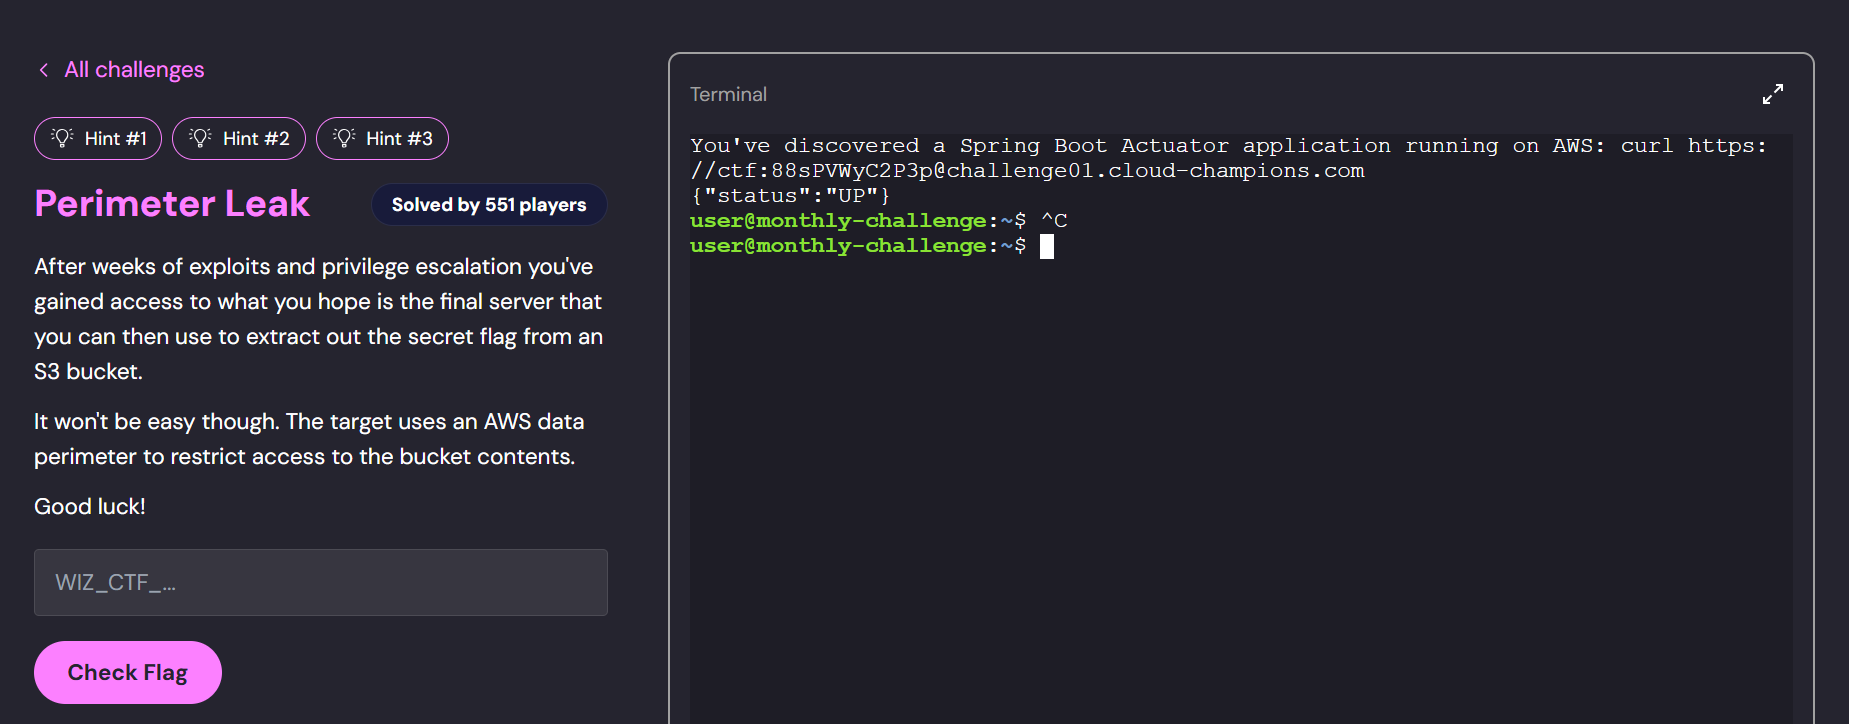 All challenges
Hint #1 Hint #2 Hint #3
Perimeter Leak
Solved by 551 players
After weeks of exploits and privilege escalation you've
gained access to what you hope is the final server that
you can then use to extract out the secret flag from an
S3 bucket.
It won't be easy though. The target uses an AWS data
perimeter to restrict access to the bucket contents.
Good luck!
WIZ_CTF_...
Check Flag
Terminal
You've discovered a Spring Boot Actuator application running on AWS: curl https:
//ctf:88sPVWyC2P3p@challenge01.cloud-champions.com
{"status":"UP"}
user@monthly-challenge:~$ ^C
user@monthly-challenge:~$